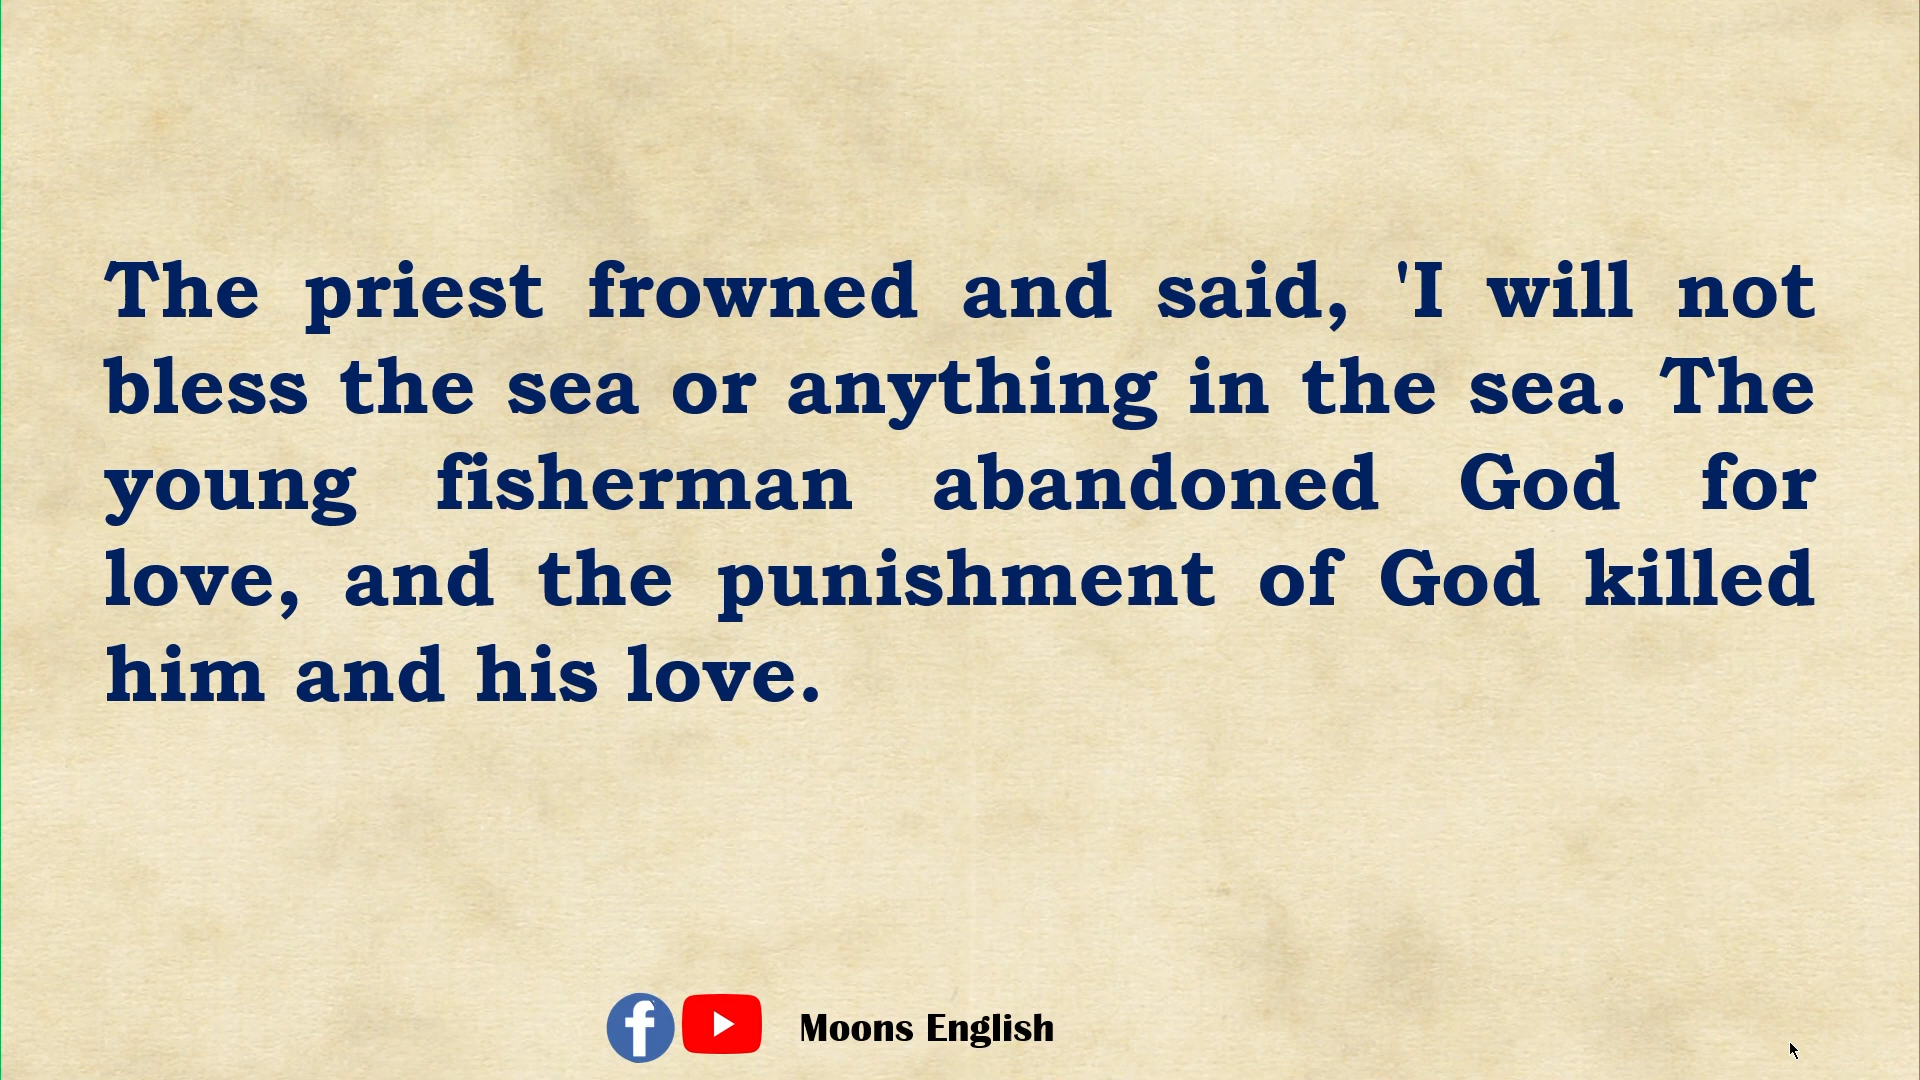 The priest frowned and said, 'I will not
bless the sea or anything in the sea. The
young fisherman abandoned God for
love, and the punishment of God killed
him and his love.
Moons English